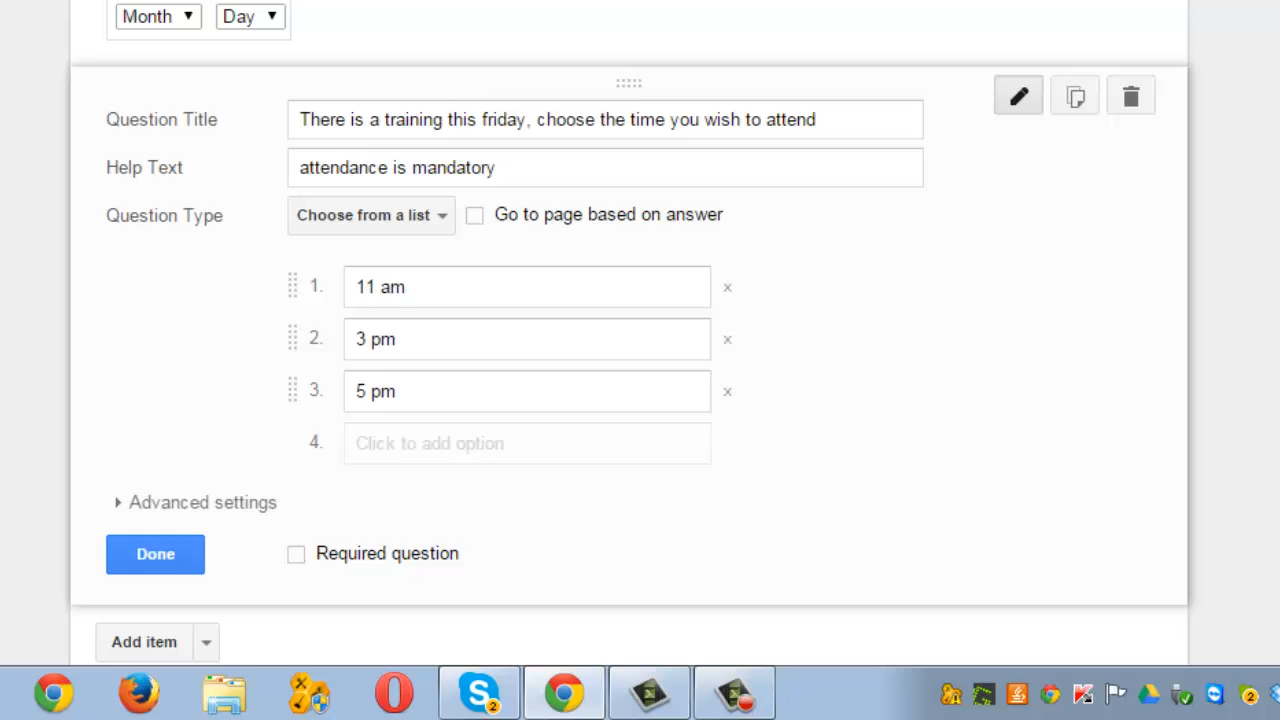 Month ▼ Day ▼
Question Title There is a training this friday, choose the time you wish to attend
Help Text attendance is mandatory
Question Type Choose from a list Go to page based on answer
1. 11 am x
2. 3 pm x
3. 5 pm x
4. Click to add option
Advanced settings
Done Required question
Add item
S 2 2